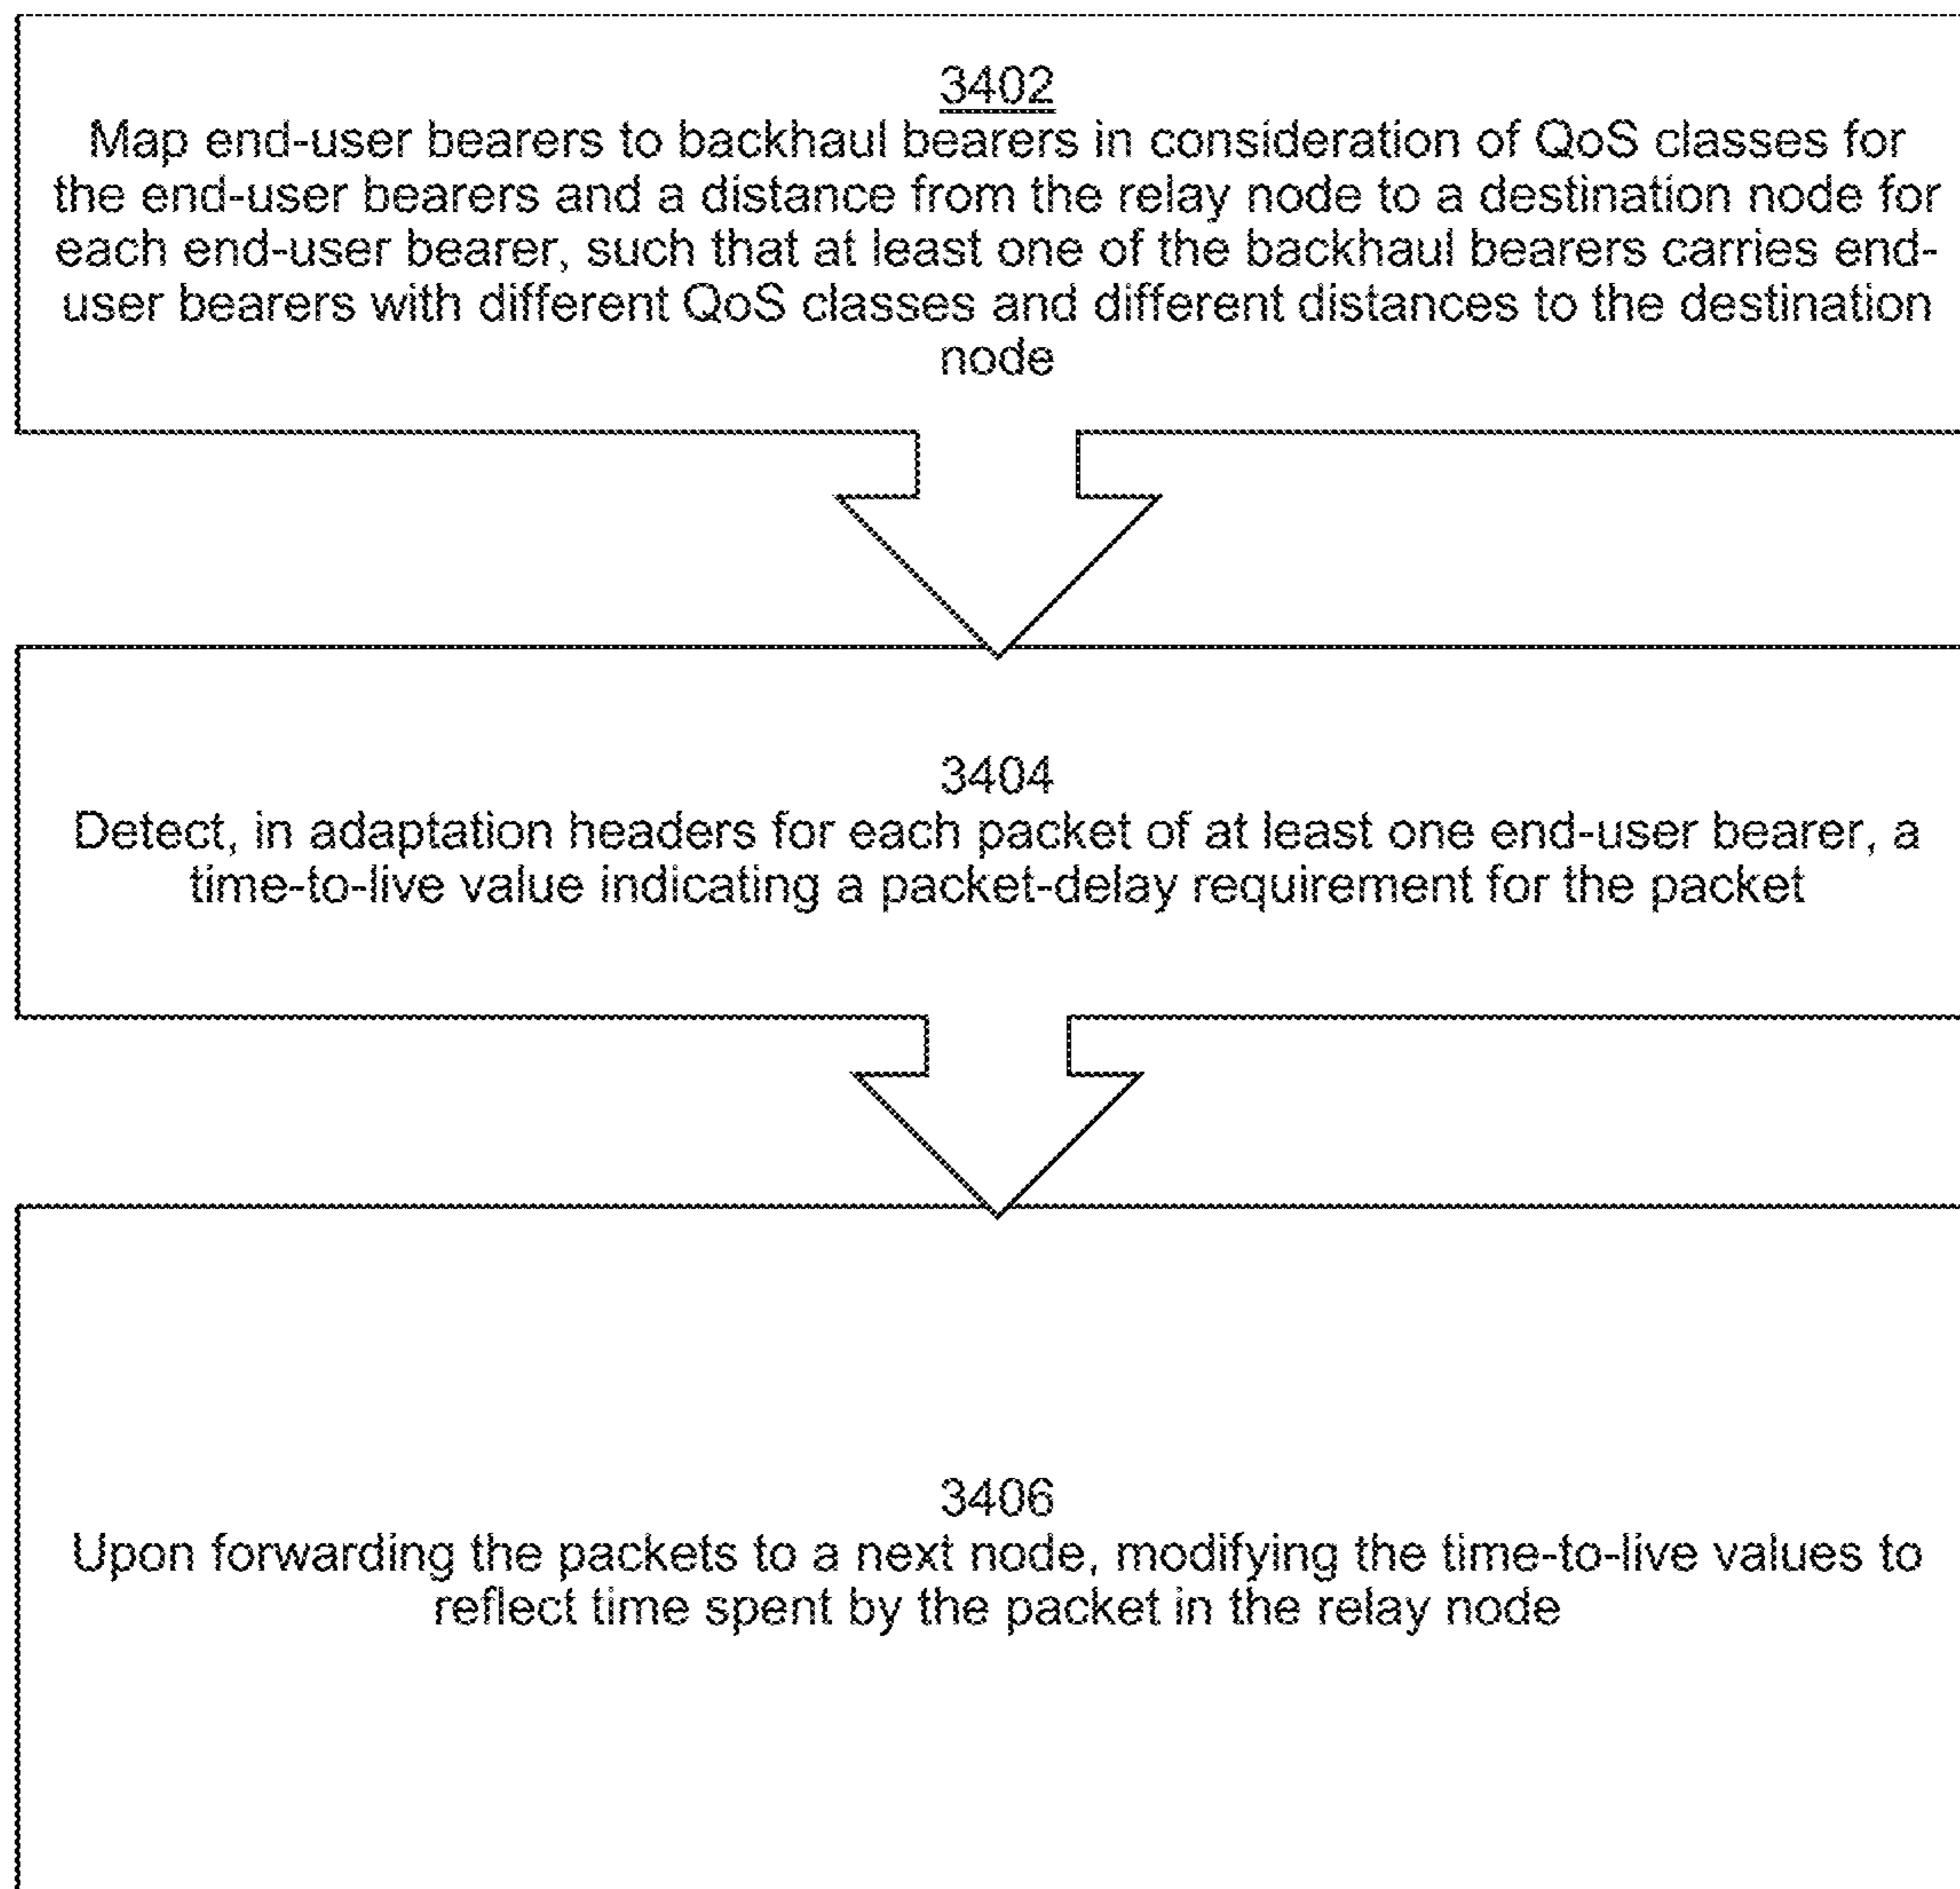 3402
Map end-user bearers to backhaul bearers in consideration of QoS classes for
the end-user bearers and a distance from the relay node to a destination node for
each end-user bearer, such that at least one of the backhaul bearers carries end-
user bearers with different QoS classes and different distances to the destination
node
3404
Detect, in adaptation headers for each packet of at least one end-user bearer, a
time-to-live value indicating a packet-delay requirement for the packet
3406
Upon forwarding the packets to a next node, modifying the time-to-live values to
reflect time spent by the packet in the relay node